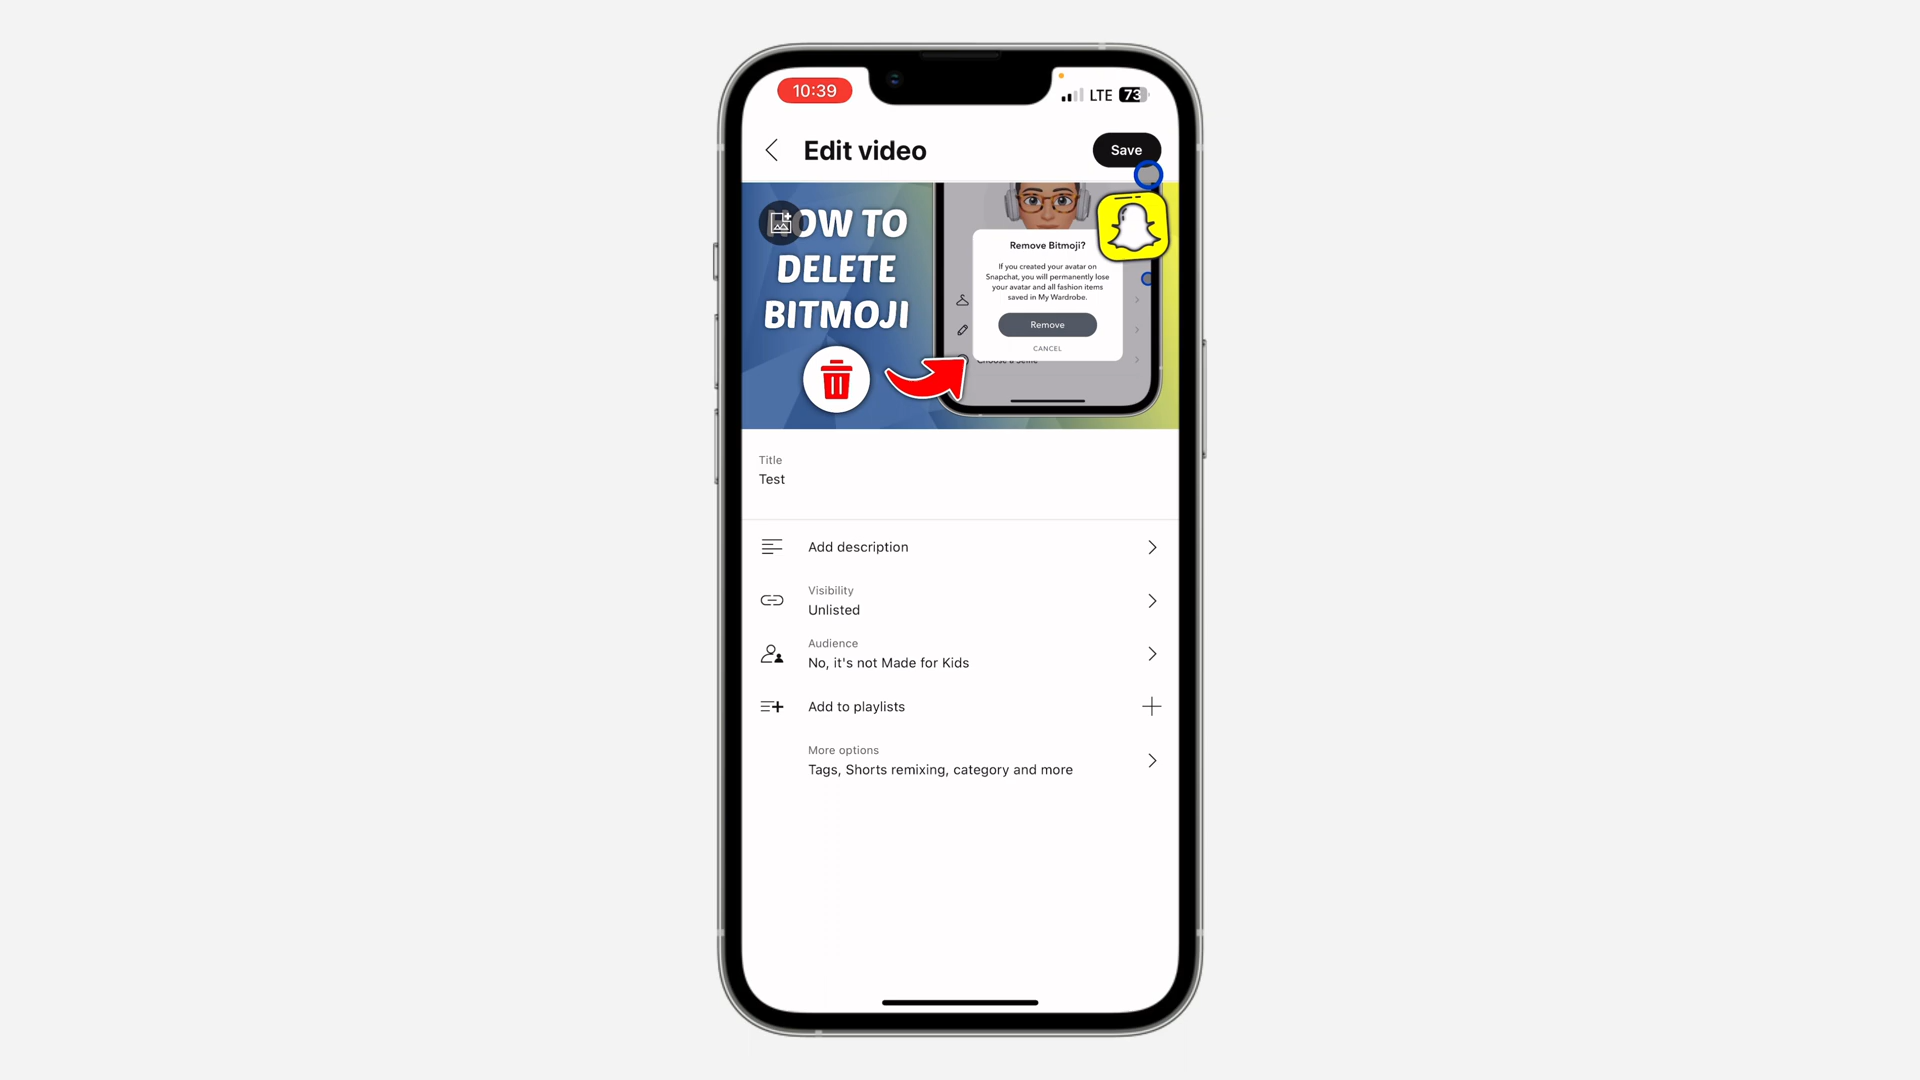 10:39
LTE 73
Edit video
Save
HOW TO
DELETE
BITMOJI
Remove Bitmoji?
If you created your avatar on
Snapchat, you will permanently lose
your avatar and all fashion items
saved in My Wardrobe.
Remove
CANCEL
Choose a Selfie
Title
Test
Add description
Visibility
Unlisted
Audience
No, it's not Made for Kids
Add to playlists
More options
Tags, Shorts remixing, category and more